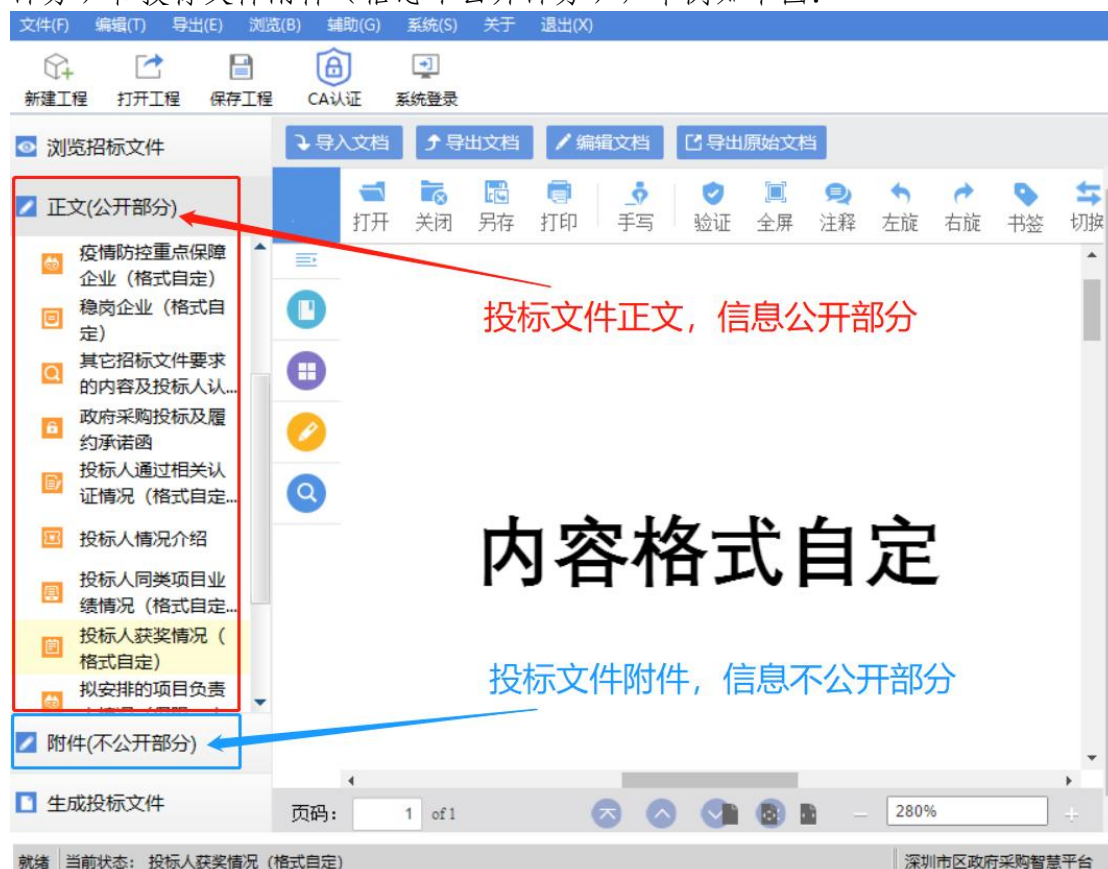 文件(F) 编辑(T) 导出(E) 浏览(B) 辅助(G) 系统(S) 关于 退出(X)
新建工程 打开工程 保存工程 CA认证 系统登录
浏览招标文件
导入文档 导出文档 编辑文档 导出原始文档
正文(公开部分)
打开 关闭 另存 打印 手写 验证 全屏 注释 左旋 右旋 书签 切换
疫情防控重点保障
企业（格式自定）
稳岗企业（格式自
定）
其它招标文件要求
的内容及投标人认...
政府采购投标及履
约承诺函
投标人通过相关认
证情况（格式自定...
投标人情况介绍
投标人同类项目业
绩情况（格式自定...
投标人获奖情况（
格式自定）
拟安排的项目负责
投标文件正文，信息公开部分
内容格式自定
投标文件附件，信息不公开部分
附件(不公开部分)
生成投标文件
页码： 1 of 1 280%
就绪 当前状态： 投标人获奖情况（格式自定） 深圳市区政府采购智慧平台